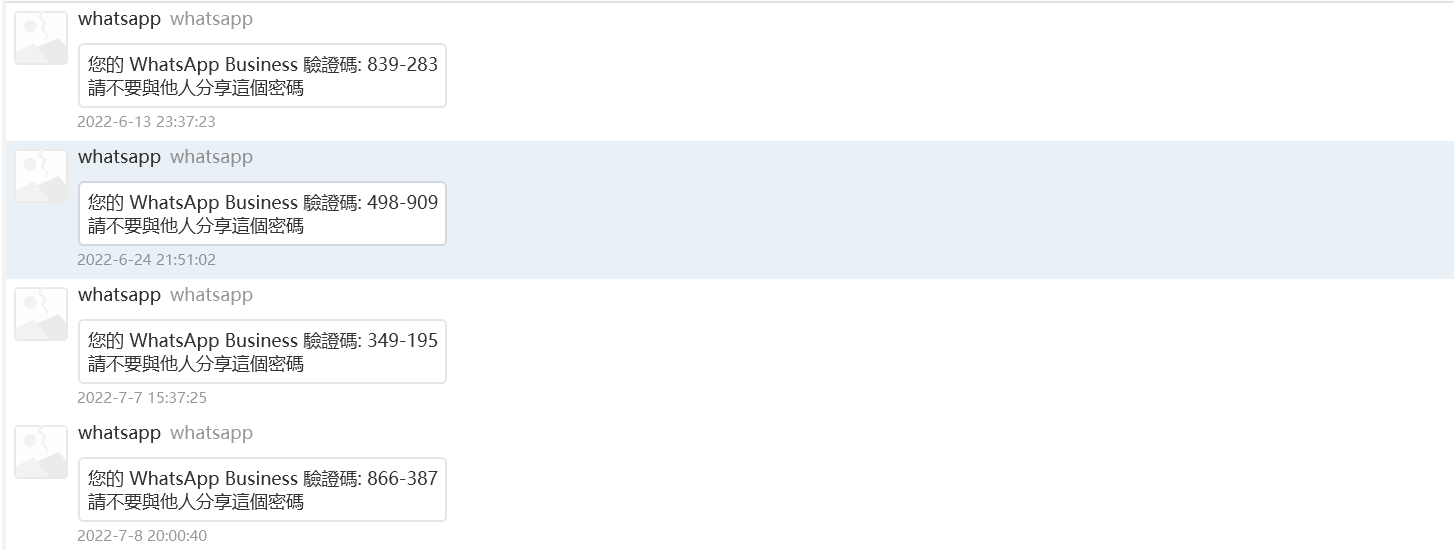 whatsapp whatsapp
您的 WhatsApp Business 驗證碼: 839-283
請不要與他人分享這個密碼
2022-6-13 23:37:23
whatsapp whatsapp
您的 WhatsApp Business 驗證碼: 498-909
請不要與他人分享這個密碼
2022-6-24 21:51:02
whatsapp whatsapp
您的 WhatsApp Business 驗證碼: 349-195
請不要與他人分享這個密碼
2022-7-7 15:37:25
whatsapp whatsapp
您的 WhatsApp Business 驗證碼: 866-387
請不要與他人分享這個密碼
2022-7-8 20:00:40